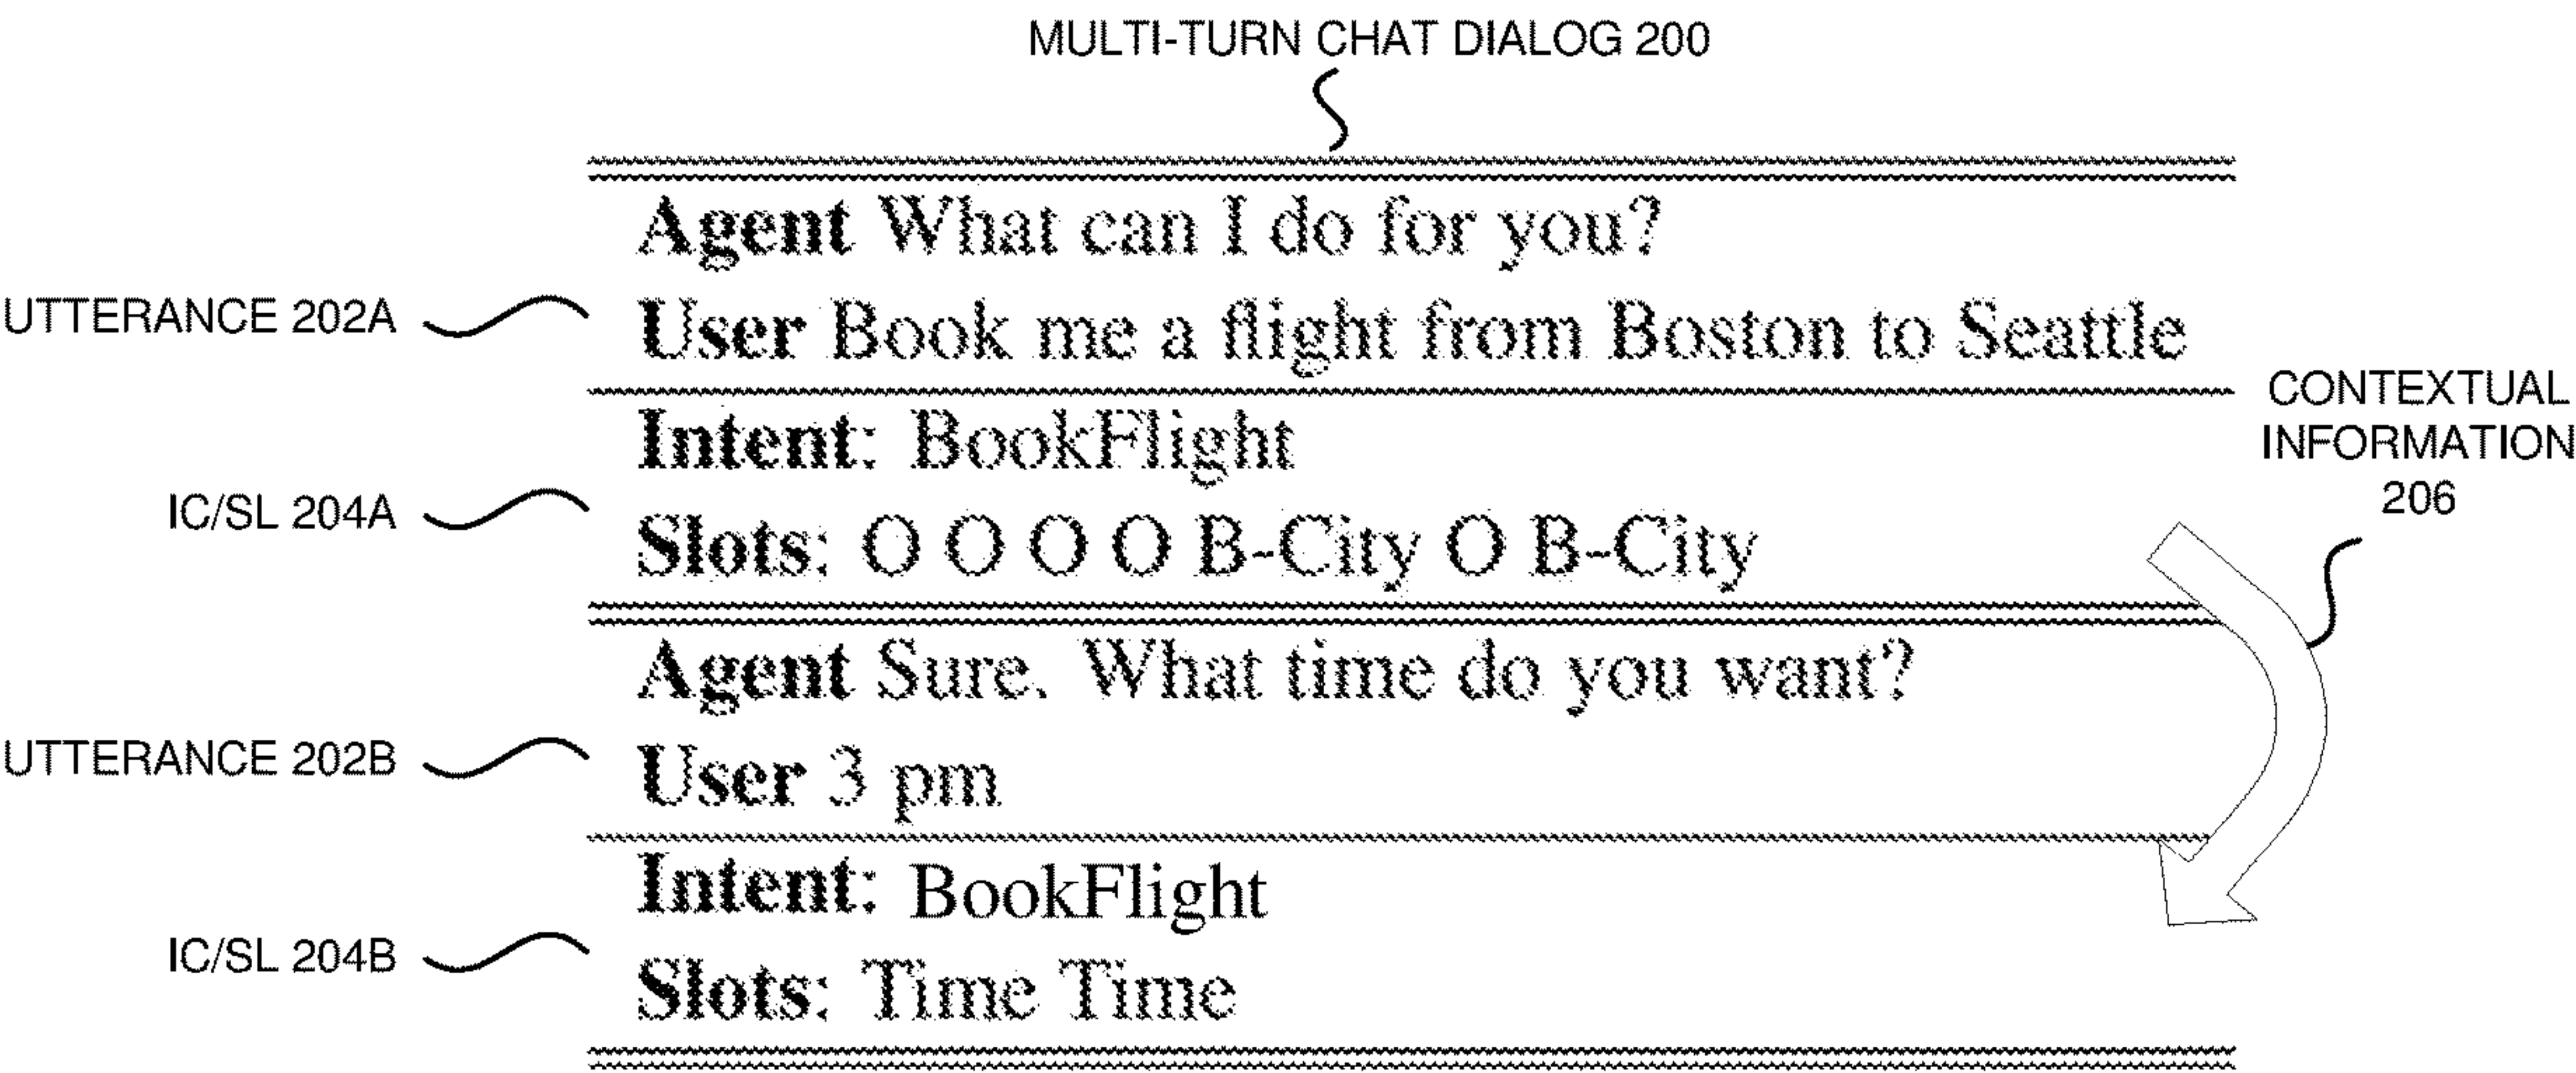 MULTI-TURN CHAT DIALOG 200
Agent What can I do for you?
UTTERANCE 202A
User Book me a flight from Boston to Seattle
CONTEXTUAL
INFORMATION
206
Intent: BookFlight
IC/SL 204A
Slots: O O O O B-City O B-City
Agent Sure. What time do you want?
UTTERANCE 202B
User 3 pm
Intent: BookFlight
IC/SL 204B
Slots: Time Time